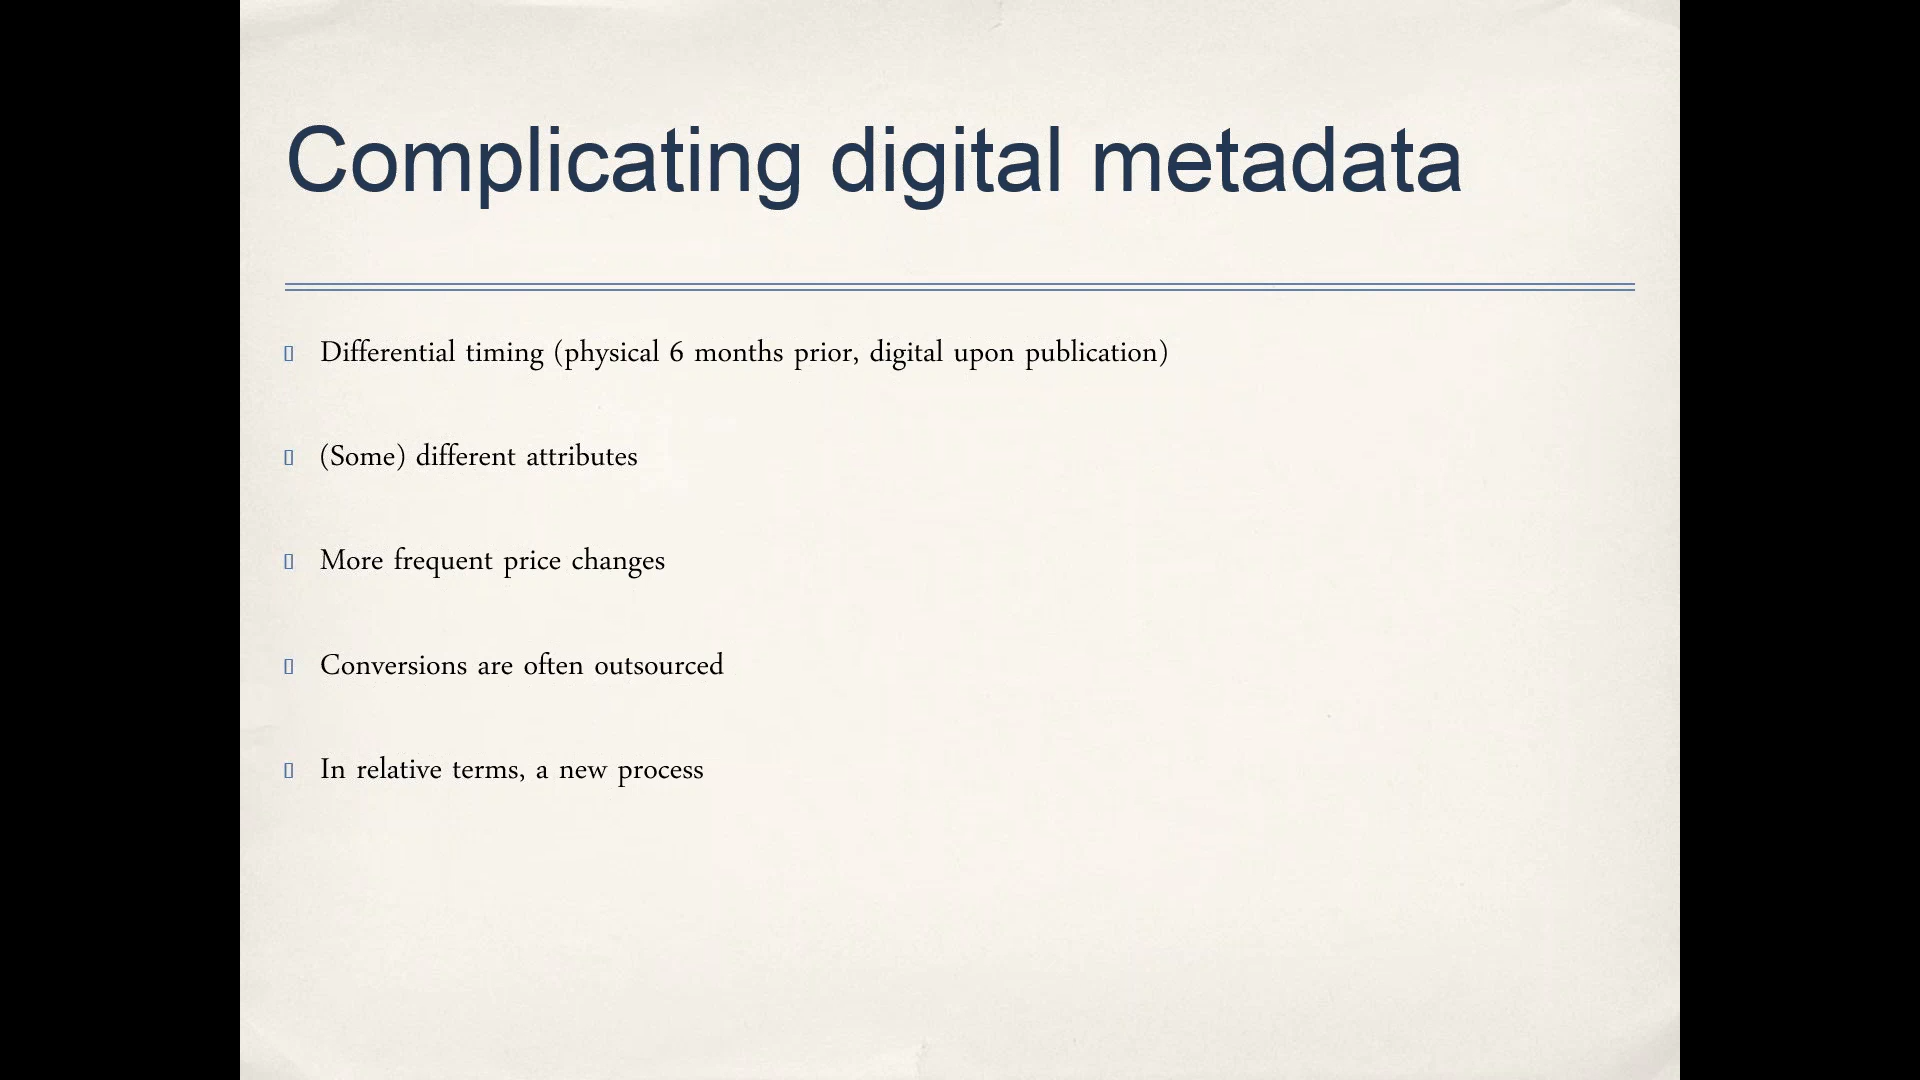 Complicating digital metadata
Differential timing (physical 6 months prior, digital upon publication)
(Some) different attributes
More frequent price changes
Conversions are often outsourced
In relative terms, a new process